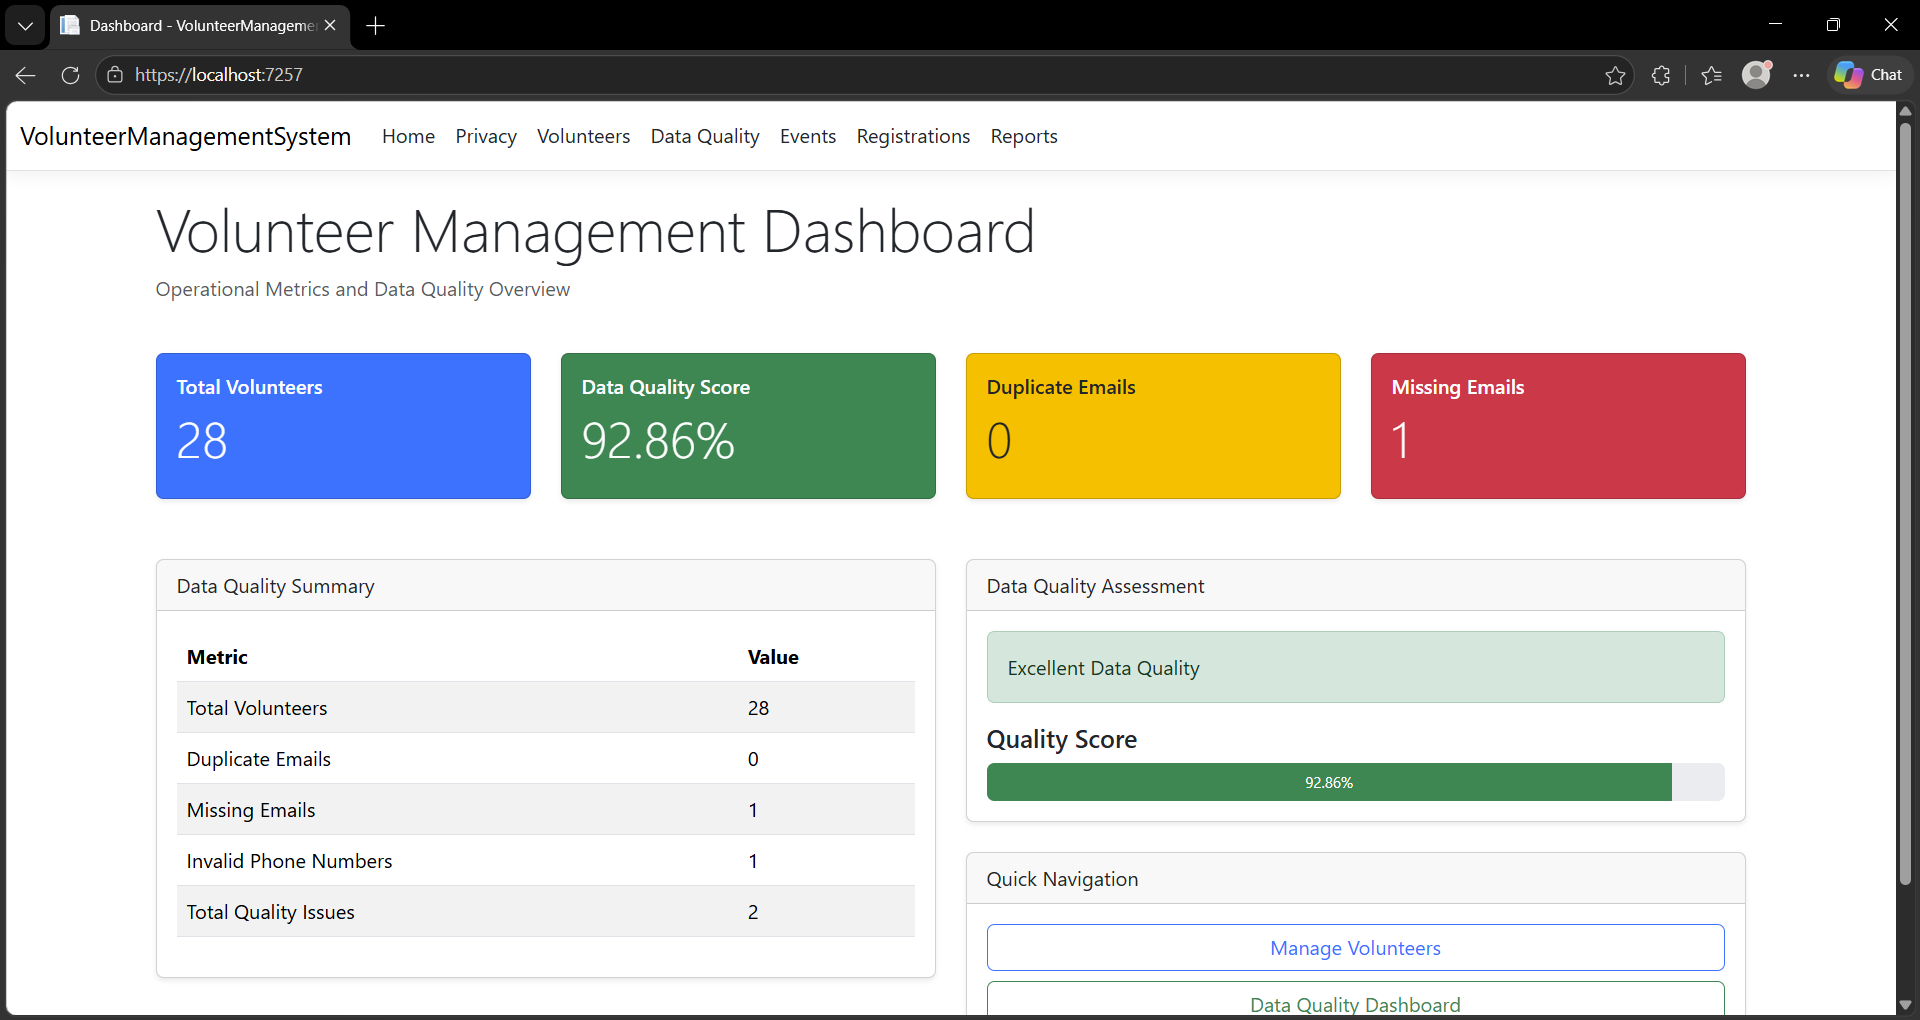 Dashboard - VolunteerManageme
https://localhost:7257
Chat
VolunteerManagementSystem Home Privacy Volunteers Data Quality Events Registrations Reports
Volunteer Management Dashboard
Operational Metrics and Data Quality Overview
Total Volunteers
28
Data Quality Score
92.86%
Duplicate Emails
0
Missing Emails
1
Data Quality Summary
Metric Value
Total Volunteers 28
Duplicate Emails 0
Missing Emails 1
Invalid Phone Numbers 1
Total Quality Issues 2
Data Quality Assessment
Excellent Data Quality
Quality Score
92.86%
Quick Navigation
Manage Volunteers
Data Quality Dashboard